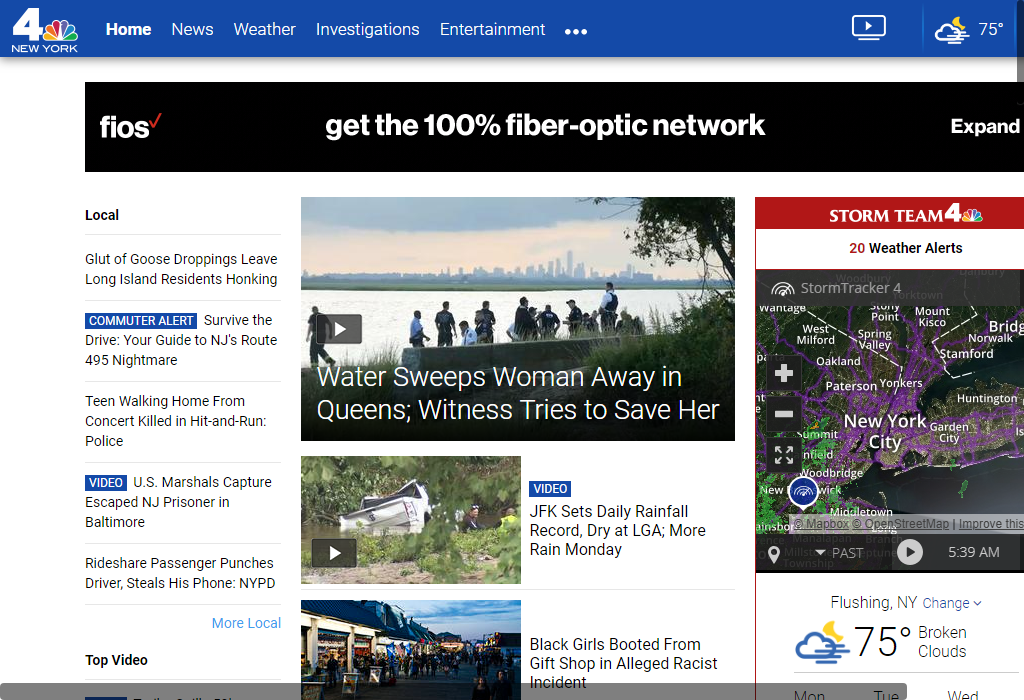 4
NEW YORK
Home News Weather Investigations Entertainment ••• 75°
fios✓ get the 100% fiber-optic network Expand
Local
Glut of Goose Droppings Leave
Long Island Residents Honking
COMMUTER ALERT Survive the
Drive: Your Guide to NJ's Route
495 Nightmare
Teen Walking Home From
Concert Killed in Hit-and-Run:
Police
VIDEO U.S. Marshals Capture
Escaped NJ Prisoner in
Baltimore
Rideshare Passenger Punches
Driver, Steals His Phone: NYPD
More Local
Top Video
Water Sweeps Woman Away in
Queens; Witness Tries to Save Her
VIDEO
JFK Sets Daily Rainfall
Record, Dry at LGA; More
Rain Monday
Black Girls Booted From
Gift Shop in Alleged Racist
Incident
STORM TEAM 4
20 Weather Alerts
Woodbury Danbury
StormTracker 4
Yorktown
Wantage
Stony
Point
Mount
Kisco
West
Milford
Spring
Valley
Bridg
Norwalk
Stamford
Oakland
Paterson Yonkers
Huntington
New York
City
Garden
City
Summit
nfield
Woodbridge
New wick
Middletown
ainsbor
© Mapbox © OpenStreetMap | Improve this
Manalapan
Township
PAST 5:39 AM
Flushing, NY Change
75° Broken
Clouds
Mon Tue Wed